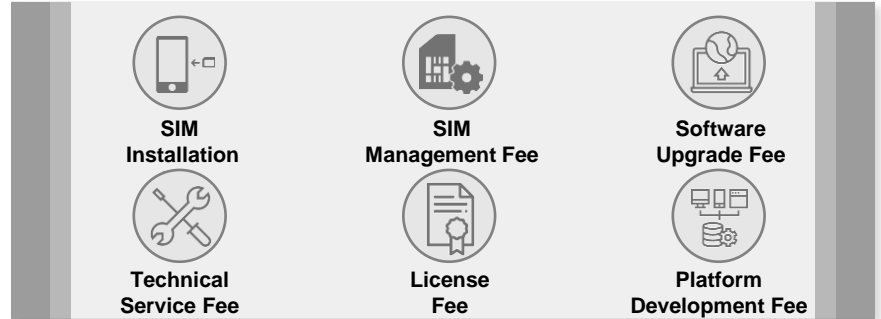 SIM
Installation
SIM
Management Fee
Software
Upgrade Fee
Technical
Service Fee
License
Fee
Platform
Development Fee